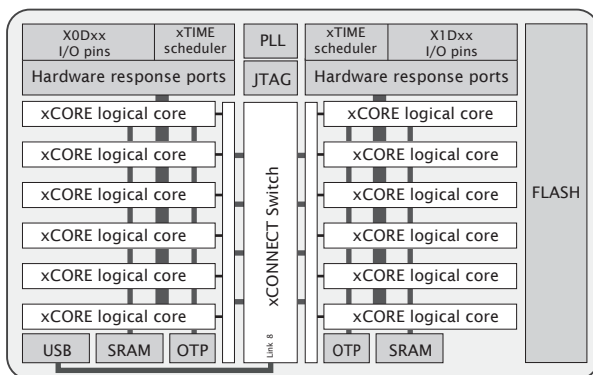 X0Dxx
I/O pins
xTIME
scheduler
PLL
xTIME
scheduler
X1Dxx
I/O pins
Hardware response ports
JTAG
Hardware response ports
xCORE logical core
xCORE logical core
xCORE logical core
xCORE logical core
xCORE logical core
xCORE logical core
xCONNECT Switch
Link 8
xCORE logical core
xCORE logical core
xCORE logical core
xCORE logical core
xCORE logical core
xCORE logical core
FLASH
USB
SRAM
OTP
OTP
SRAM